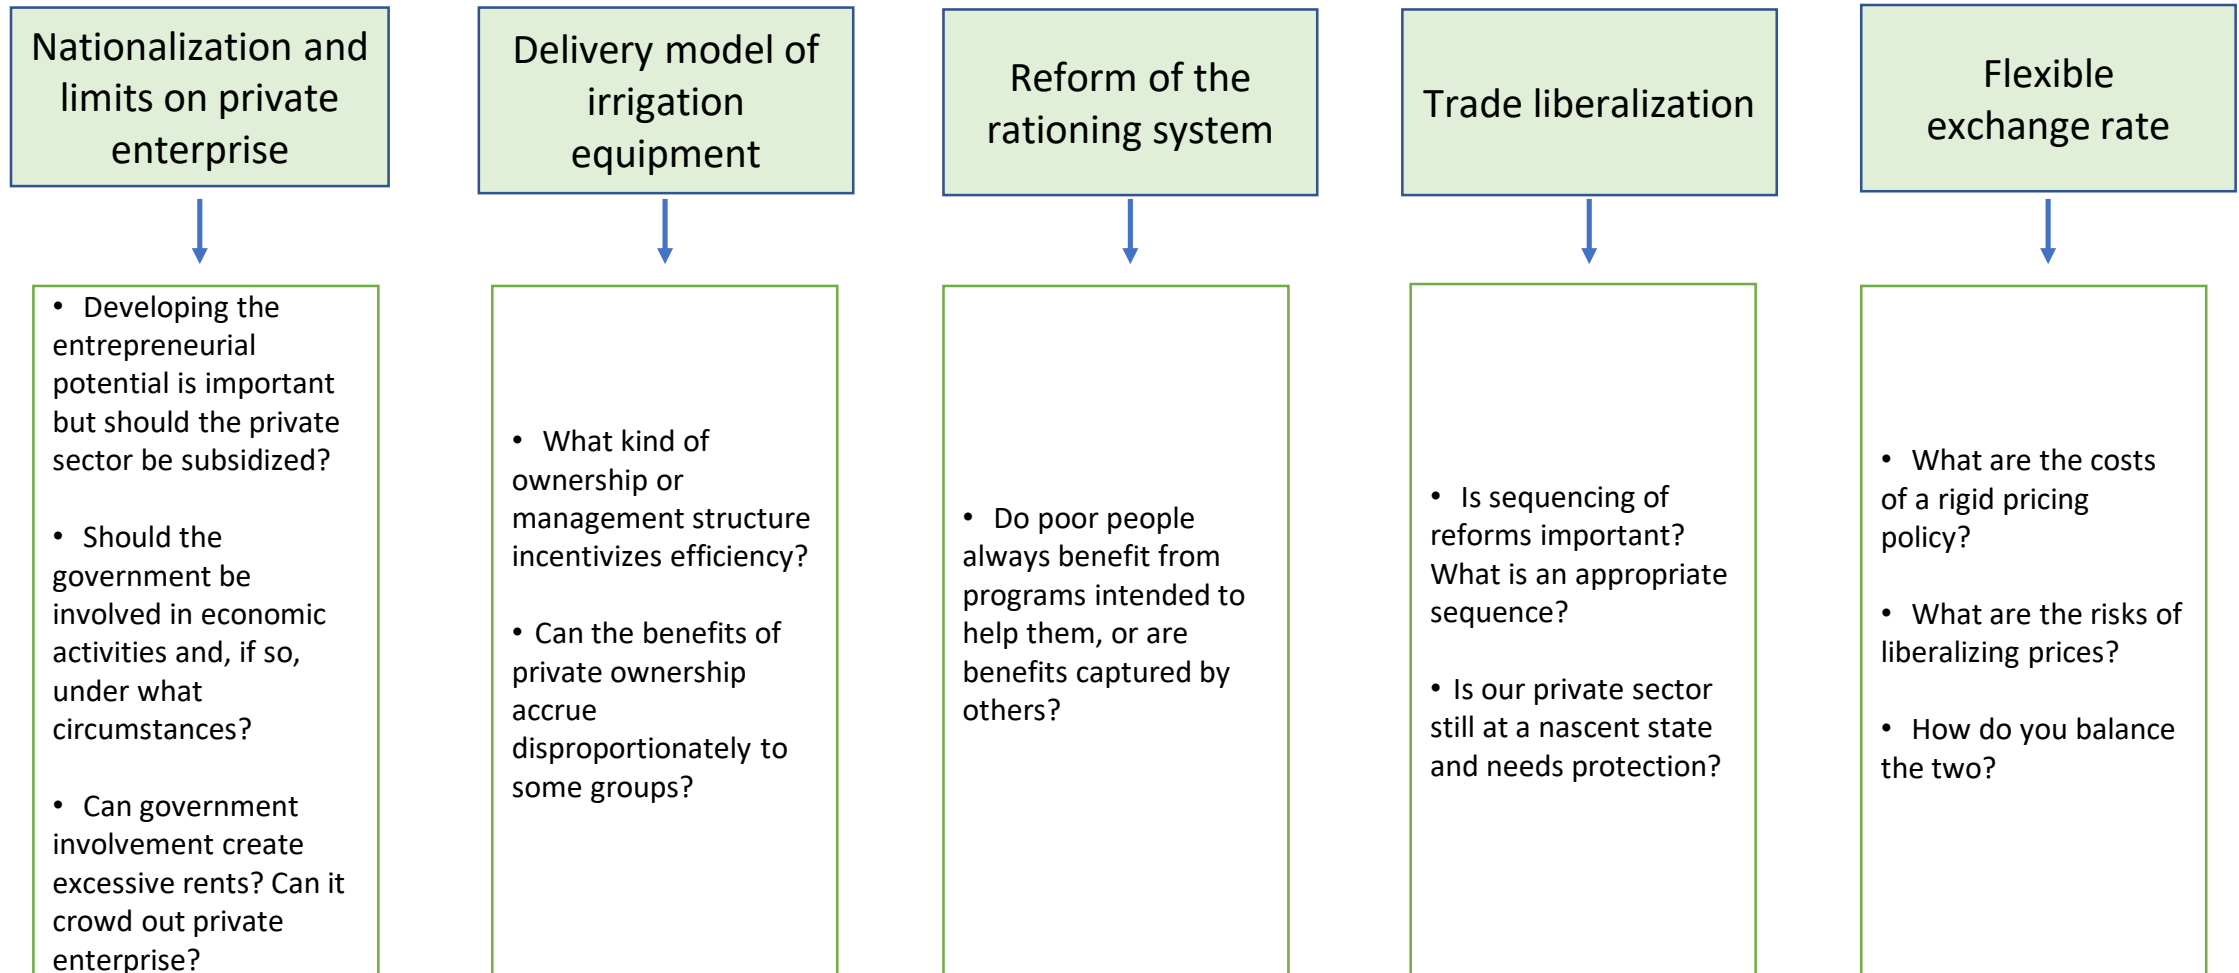 Nationalization and
limits on private
enterprise
Delivery model of
irrigation
equipment
Reform of the
rationing system
Trade liberalization
Flexible
exchange rate
• Developing the
entrepreneurial
potential is important
but should the private
sector be subsidized?
• Should the
government be
involved in economic
activities and, if so,
under what
circumstances?
• Can government
involvement create
excessive rents? Can it
crowd out private
enterprise?
• What kind of
ownership or
management structure
incentivizes efficiency?
• Can the benefits of
private ownership
accrue
disproportionately to
some groups?
• Do poor people
always benefit from
programs intended to
help them, or are
benefits captured by
others?
• Is sequencing of
reforms important?
What is an appropriate
sequence?
• Is our private sector
still at a nascent state
and needs protection?
• What are the costs
of a rigid pricing
policy?
• What are the risks of
liberalizing prices?
• How do you balance
the two?